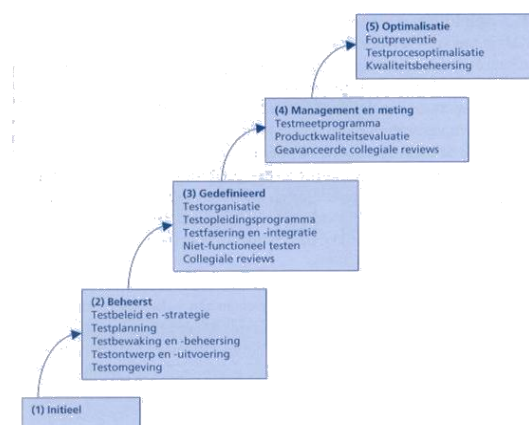 (5) Optimalisatie
Foutpreventie
Testprocesoptimalisatie
Kwaliteitsbeheersing
(4) Management en meting
Testmeetprogramma
Productkwaliteitsevaluatie
Geavanceerde collegiale reviews
(3) Gedefinieerd
Testorganisatie
Testopleidingsprogramma
Testfasering en -integratie
Niet-functioneel testen
Collegiale reviews
(2) Beheerst
Testbeleid en -strategie
Testplanning
Testbewaking en -beheersing
Testontwerp en -uitvoering
Testomgeving
(1) Initieel